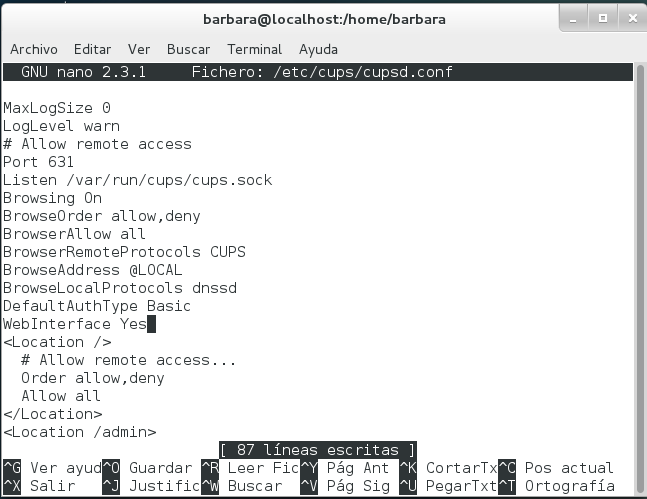 barbara@localhost:/home/barbara
Archivo Editar Ver Buscar Terminal Ayuda
GNU nano 2.3.1 Fichero: /etc/cups/cupsd.conf
MaxLogSize 0
LogLevel warn
# Allow remote access
Port 631
Listen /var/run/cups/cups.sock
Browsing On
BrowseOrder allow,deny
BrowserAllow all
BrowserRemoteProtocols CUPS
BrowseAddress @LOCAL
BrowseLocalProtocols dnssd
DefaultAuthType Basic
WebInterface Yes
<Location />
# Allow remote access...
Order allow,deny
Allow all
</Location>
<Location /admin>
[ 87 líneas escritas ]
^G Ver ayud^O Guardar ^R Leer Fic^Y Pág Ant ^K CortarTx^C Pos actual
^X Salir ^J Justific^W Buscar ^V Pág Sig ^U PegarTxt^T Ortografía